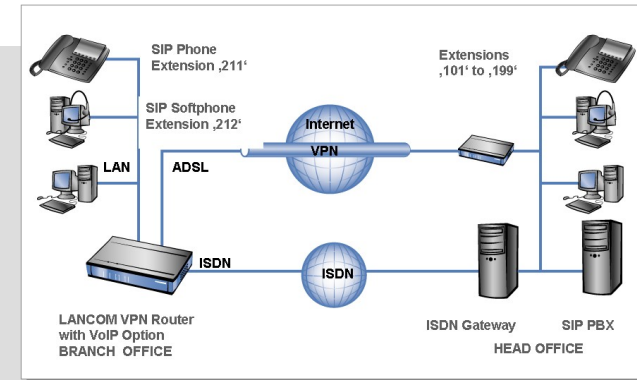 SIP Phone
Extension ‚211‘
SIP Softphone
Extension ‚212‘
LAN
ADSL
Internet
VPN
Extensions
‚101‘ to ‚199‘
ISDN
ISDN
LANCOM VPN Router
with VoIP Option
BRANCH OFFICE
ISDN Gateway
SIP PBX
HEAD OFFICE